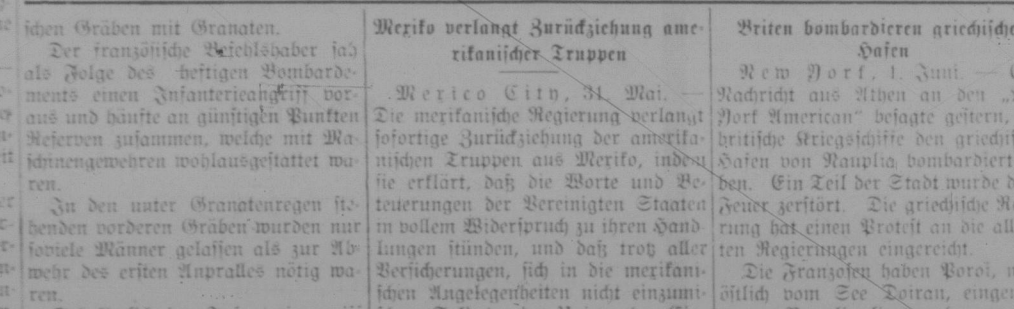 schen Gräben mit Granaten.
Der französische Befehlshaber sah
als Folge des heftigen Bombarde-
ments einen Infanterieangriff vor-
aus und häufte an günstigen Punkten
Reserven zusammen, welche mit Ma-
schinengewehren wohlausgestattet wa-
ren.
In den unter Granatenregen ste-
henden vorderen Gräben wurden nur
soviele Männer gelassen als zur Ab-
wehr des ersten Anpralles nötig wa-
ren.
Mexiko verlangt Zurückziehung ame-
rikanischer Truppen
Mexico City, 31. Mai. —
Die mexikanische Regierung verlangt
sofortige Zurückziehung der amerika-
nischen Truppen aus Mexiko, indem
sie erklärt, daß die Worte und Be-
teuerungen der Vereinigten Staaten
in vollem Widerspruch zu ihren Hand-
lungen stünden, und daß trotz aller
Versicherungen, sich in die mexikani-
schen Angelegenheiten nicht einzumi-
Briten bombardieren griechische
Hafen
New York, 1. Juni. —
Nachricht aus Athen an den
York American“ besagte gestern,
britische Kriegsschiffe den griechi
Hafen von Nauplia bombardiert
ben. Ein Teil der Stadt wurde d
Feuer zerstört. Die griechische Re
rung hat einen Protest an die all
ten Regierungen eingereicht.
Die Franzosen haben Poroi,
östlich vom See Doiran, einge